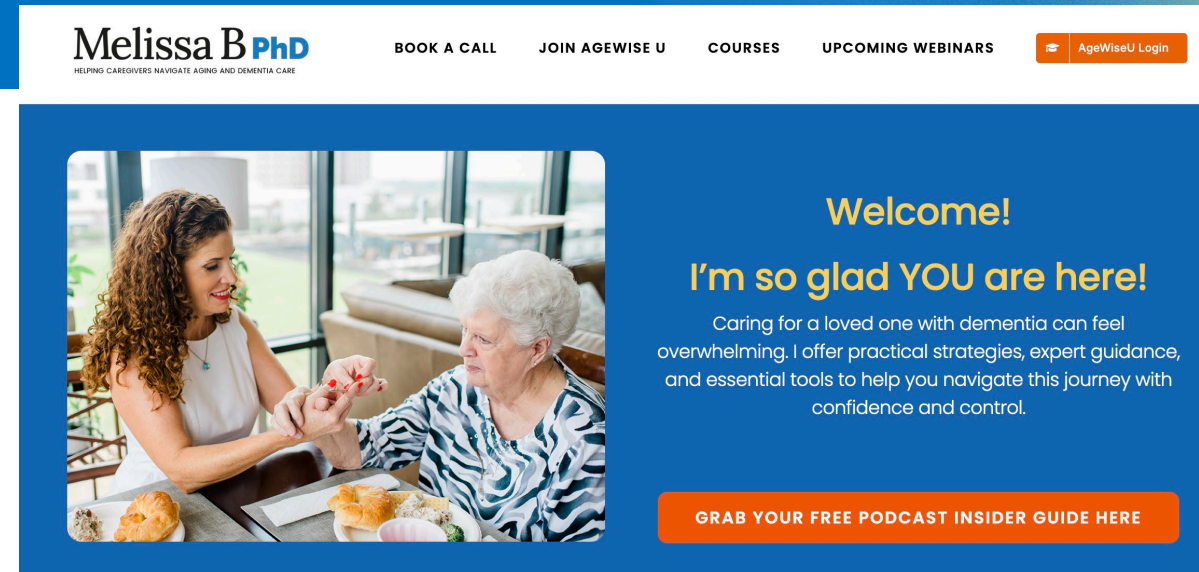 Melissa B PhD
HELPING CAREGIVERS NAVIGATE AGING AND DEMENTIA CARE
BOOK A CALL
JOIN AGEWISE U
COURSES
UPCOMING WEBINARS
AgeWiseU Login
Welcome!
I'm so glad YOU are here!
Caring for a loved one with dementia can feel
overwhelming. I offer practical strategies, expert guidance,
and essential tools to help you navigate this journey with
confidence and control.
GRAB YOUR FREE PODCAST INSIDER GUIDE HERE